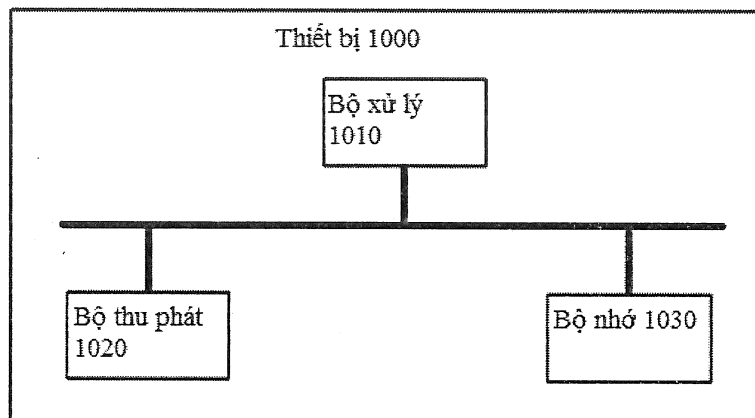 Thiết bị 1000
Bộ xử lý
1010
Bộ thu phát
1020
Bộ nhớ 1030